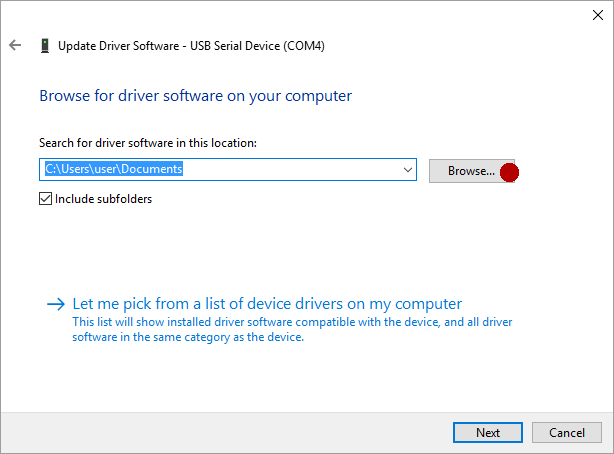 Update Driver Software - USB Serial Device (COM4)
Browse for driver software on your computer
Search for driver software in this location:
C:\Users\user\Documents
Browse...
Include subfolders
Let me pick from a list of device drivers on my computer
This list will show installed driver software compatible with the device, and all driver
software in the same category as the device.
Next
Cancel